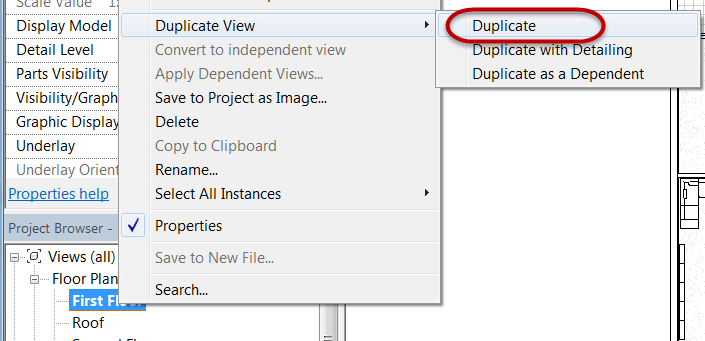 Scale Value 1:
Display Model
Detail Level
Parts Visibility
Visibility/Graph
Graphic Display
Underlay
Underlay Orient
Properties help
Project Browser -
Views (all)
Floor Plan
First Floor
Roof
Duplicate View
Convert to independent view
Apply Dependent Views...
Save to Project as Image...
Delete
Copy to Clipboard
Rename...
Select All Instances
Properties
Save to New File...
Search...
Duplicate
Duplicate with Detailing
Duplicate as a Dependent